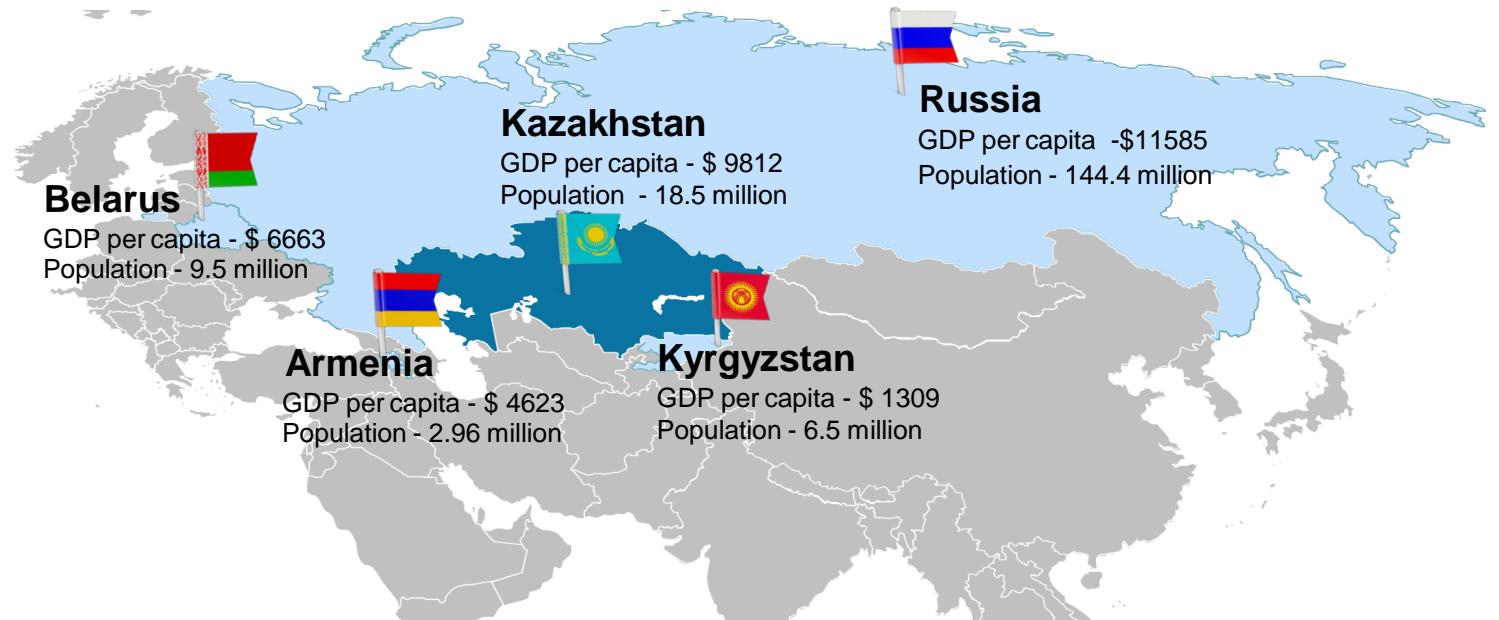 Russia
GDP per capita -$11585
Population - 144.4 million
Kazakhstan
GDP per capita - $ 9812
Population - 18.5 million
Belarus
GDP per capita - $ 6663
Population - 9.5 million
Armenia
GDP per capita - $ 4623
Population - 2.96 million
Kyrgyzstan
GDP per capita - $ 1309
Population - 6.5 million